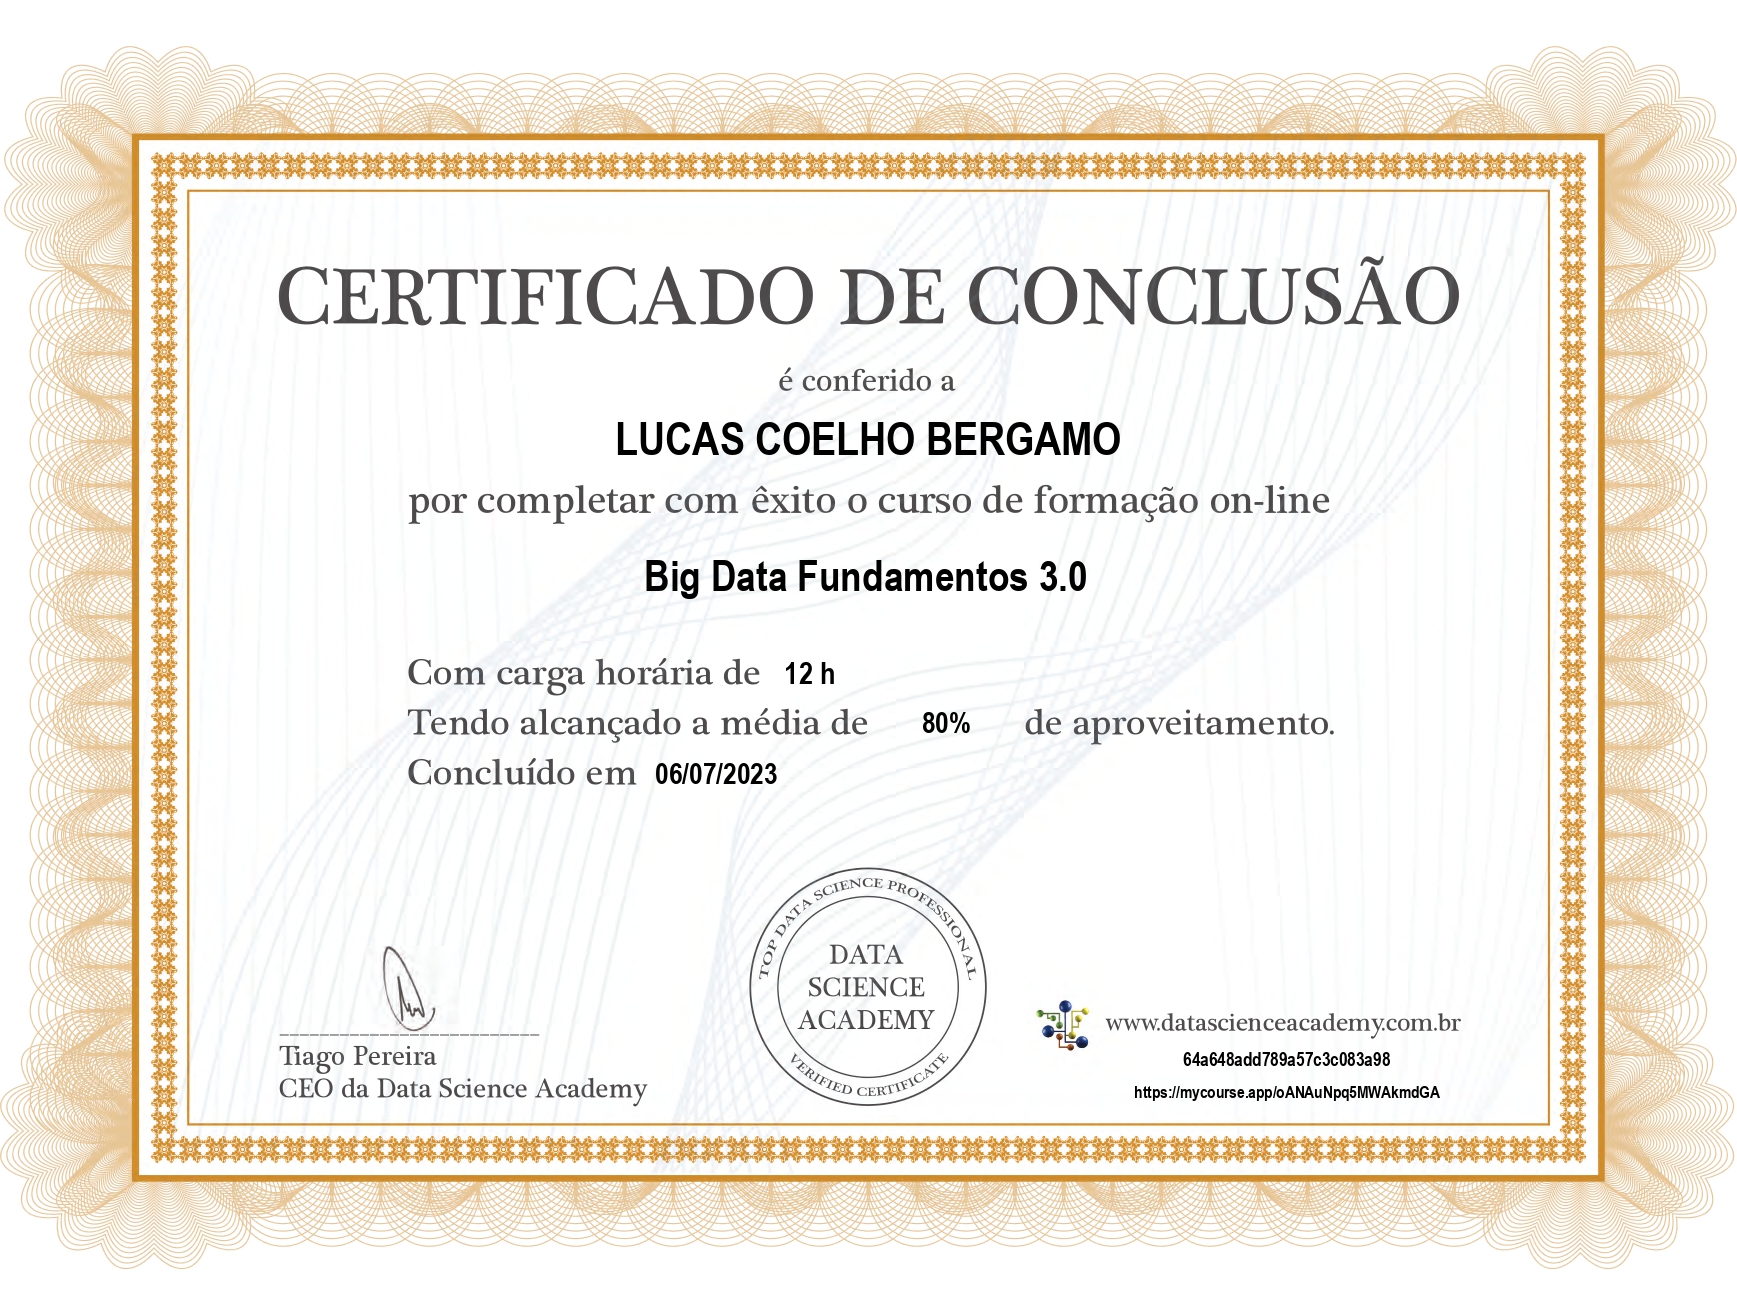 CERTIFICADO DE CONCLUSÃO
é conferido a
LUCAS COELHO BERGAMO
por completar com êxito o curso de formação on-line
Big Data Fundamentos 3.0
Com carga horária de 12 h
Tendo alcançado a média de 80% de aproveitamento.
Concluído em 06/07/2023
Tiago Pereira
CEO da Data Science Academy
TOP DATA SCIENCE PROFESSIONAL
DATA
SCIENCE
ACADEMY
VERIFIED CERTIFICATE
www.datascienceacademy.com.br
64a648add789a57c3c083a98
https://mycourse.app/oANAuNpq5MWAkmdGA